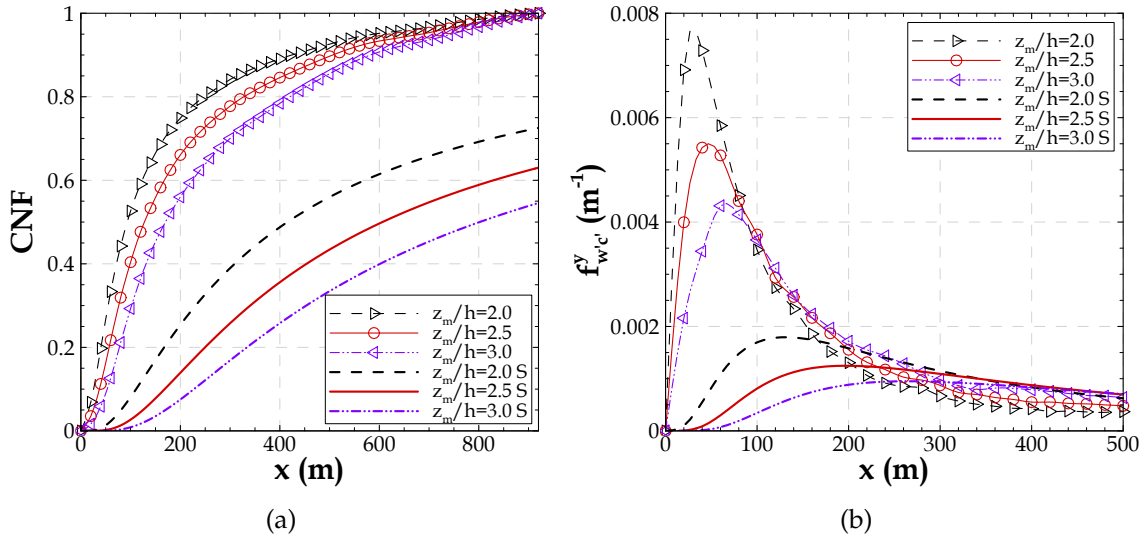 CNF
1
0.8
0.6
0.4
0.2
0
0 200 400 600 800
x (m)
z_m/h=2.0
z_m/h=2.5
z_m/h=3.0
z_m/h=2.0 S
z_m/h=2.5 S
z_m/h=3.0 S
(a)
f^y_w'c' (m^-1)
0.008
0.006
0.004
0.002
0
0 100 200 300 400 500
x (m)
z_m/h=2.0
z_m/h=2.5
z_m/h=3.0
z_m/h=2.0 S
z_m/h=2.5 S
z_m/h=3.0 S
(b)